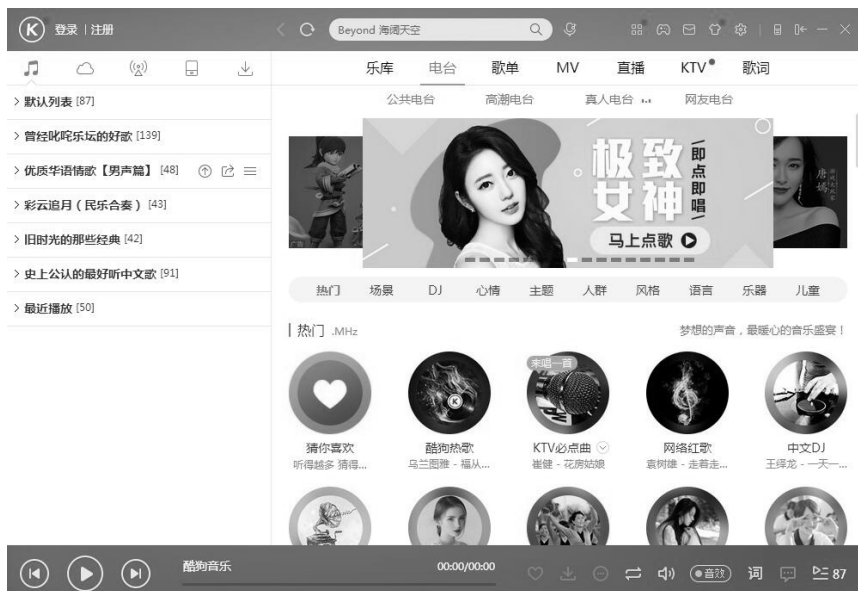 K 登录 | 注册
Beyond 海阔天空
乐库 电台 歌单 MV 直播 KTV 歌词
公共电台 高潮电台 真人电台 网友电台
默认列表 [87]
曾经叱咤乐坛的好歌 [139]
优质华语情歌【男声篇】 [48]
彩云追月（民乐合奏） [43]
旧时光的那些经典 [42]
史上公认的最好听中文歌 [91]
最近播放 [50]
极致
女神
即点即唱
马上点歌
唐嫣
广告
热门 场景 DJ 心情 主题 人群 风格 语言 乐器 儿童
热门 .MHz
梦想的声音，最暖心的音乐盛宴！
来唱一首
猜你喜欢 酷狗热歌 KTV必点曲 网络红歌 中文DJ
听得越多 猜得... 乌兰图雅 - 福从... 崔健 - 花房姑娘 袁树雄 - 走着走... 王绎龙 - 一天一...
酷狗音乐 00:00/00:00
音效 词 87